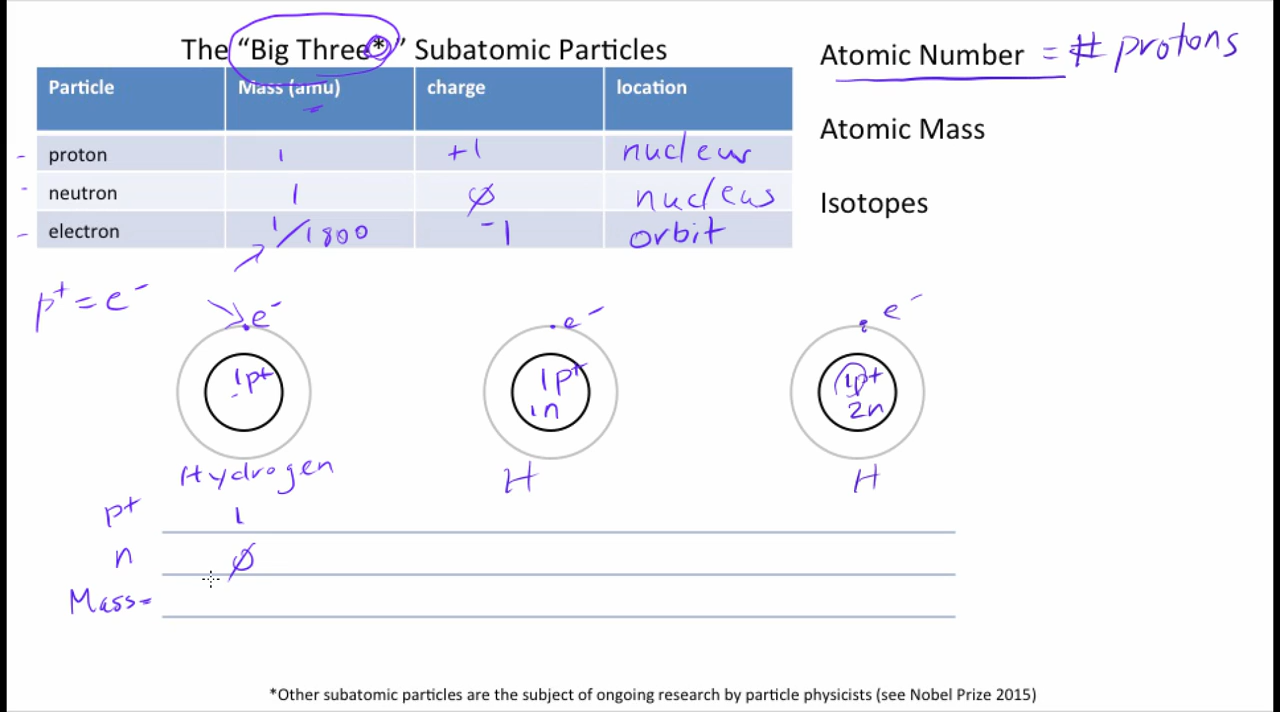 The “Big Three*” Subatomic Particles
Atomic Number = # protons
Particle Mass (amu) charge location
Atomic Mass
proton 1 +1 nucleus
neutron 1 ∅ nucleus
Isotopes
electron 1/1800 -1 orbit
p+ = e-
e- e- e-
1p+ 1p+ 1p+
1n 2n
Hydrogen H H
p+ 1
n ∅
Mass=
*Other subatomic particles are the subject of ongoing research by particle physicists (see Nobel Prize 2015)